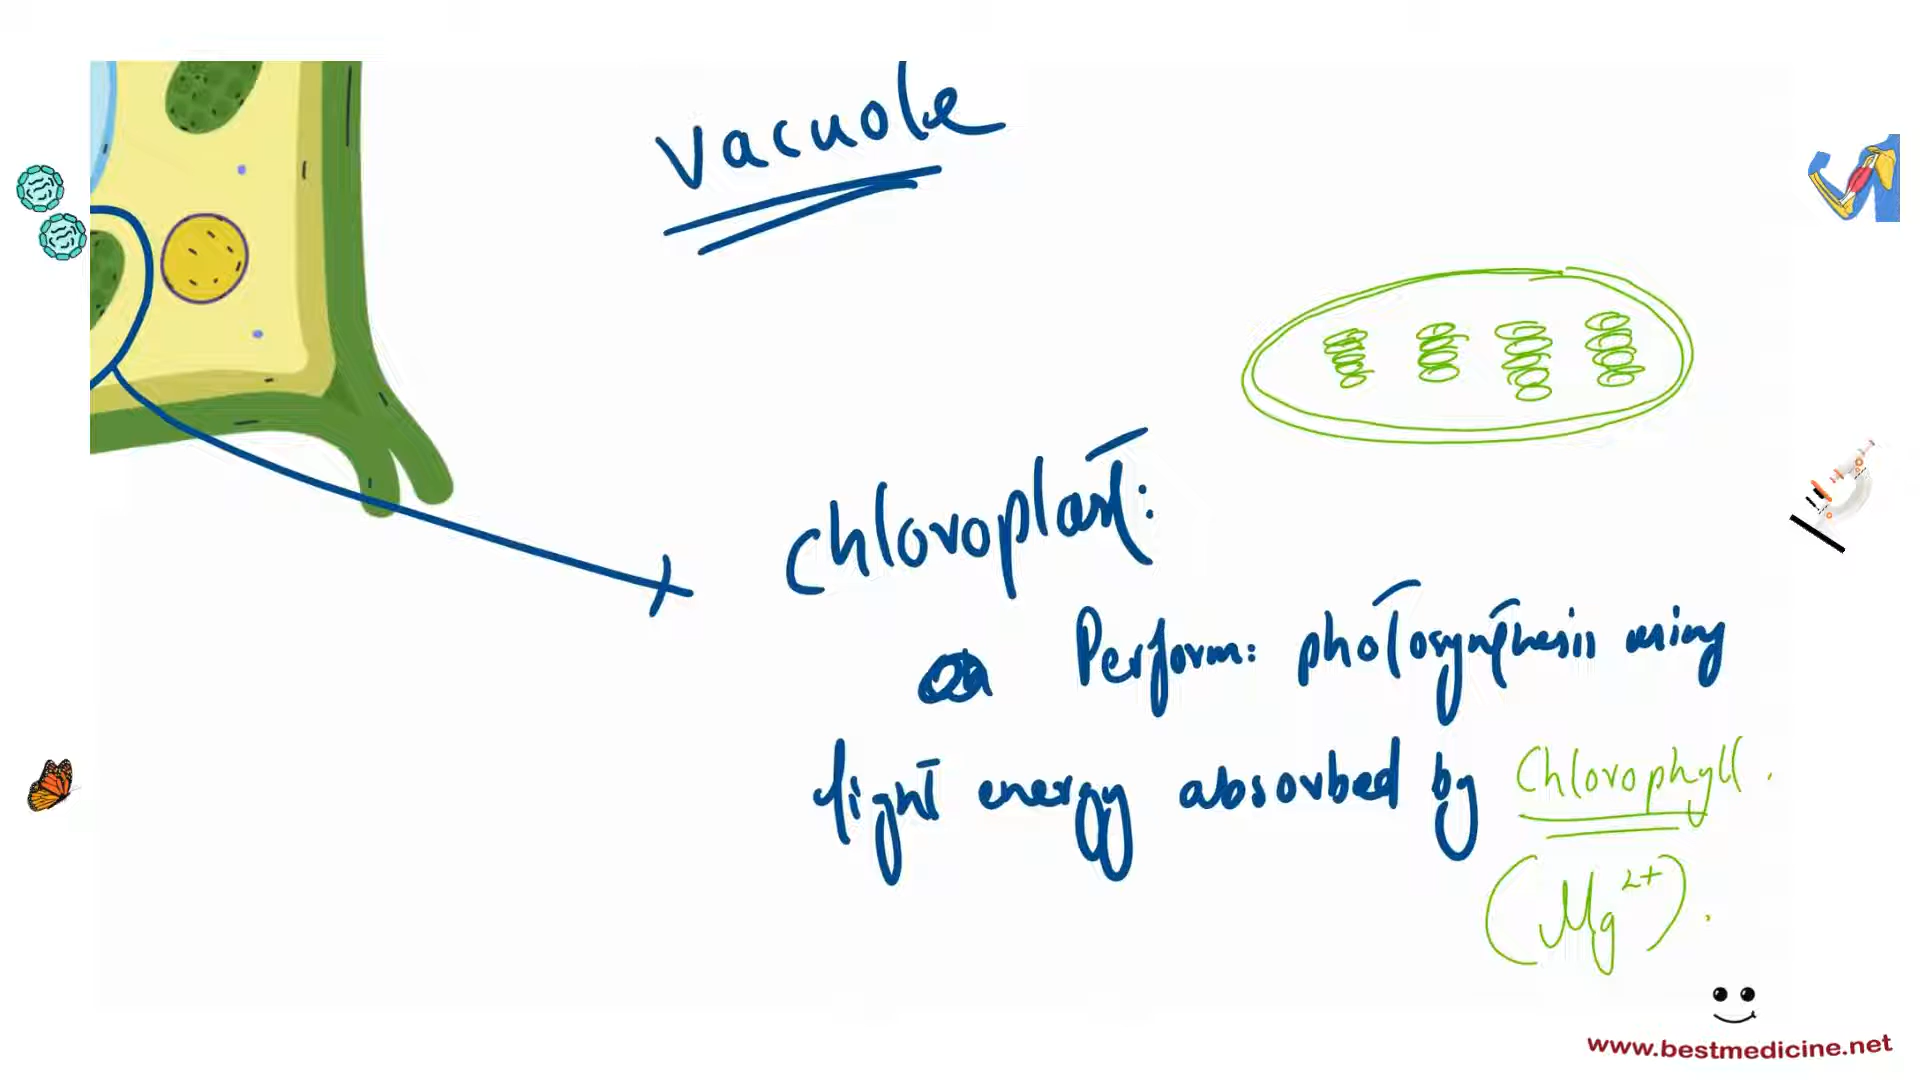 vacuole
chloroplast:
Perform: photosynthesis using
light energy absorbed by Chlorophyll.
(Mg2+).
www.bestmedicine.net